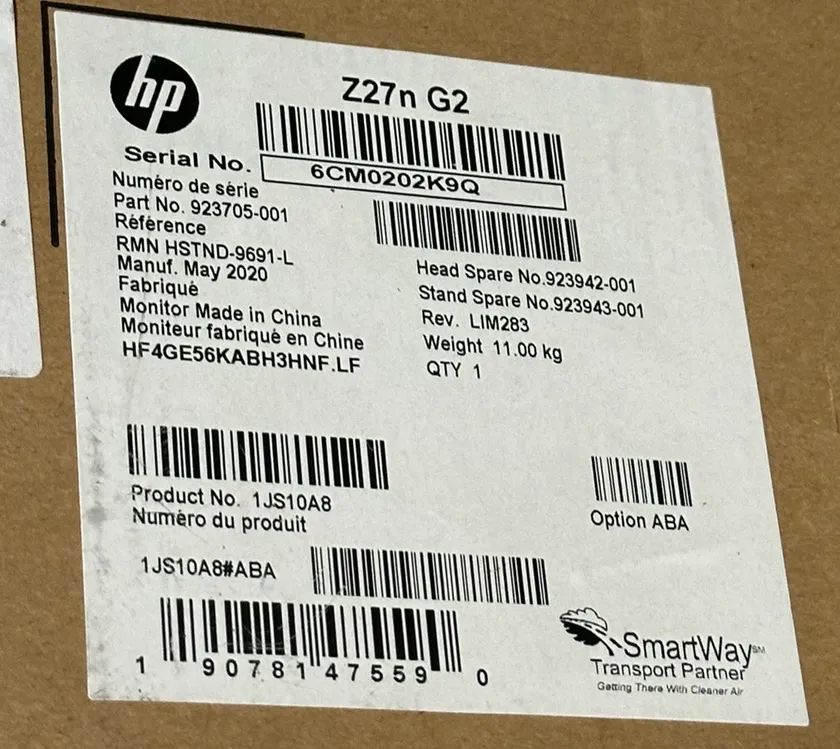 hp
Z27n G2
Serial No.
6CM0202K9Q
Numéro de série
Part No. 923705-001
Référence
RMN HSTND-9691-L
Manuf. May 2020
Fabriqué
Monitor Made in China
Moniteur fabriqué en Chine
HF4GE56KABH3HNF.LF
Head Spare No.923942-001
Stand Spare No.923943-001
Rev. LIM283
Weight 11.00 kg
QTY 1
Product No. 1JS10A8
Numéro du produit
Option ABA
1JS10A8#ABA
1 90781 47559 0
SmartWay℠
Transport Partner
Getting There With Cleaner Air